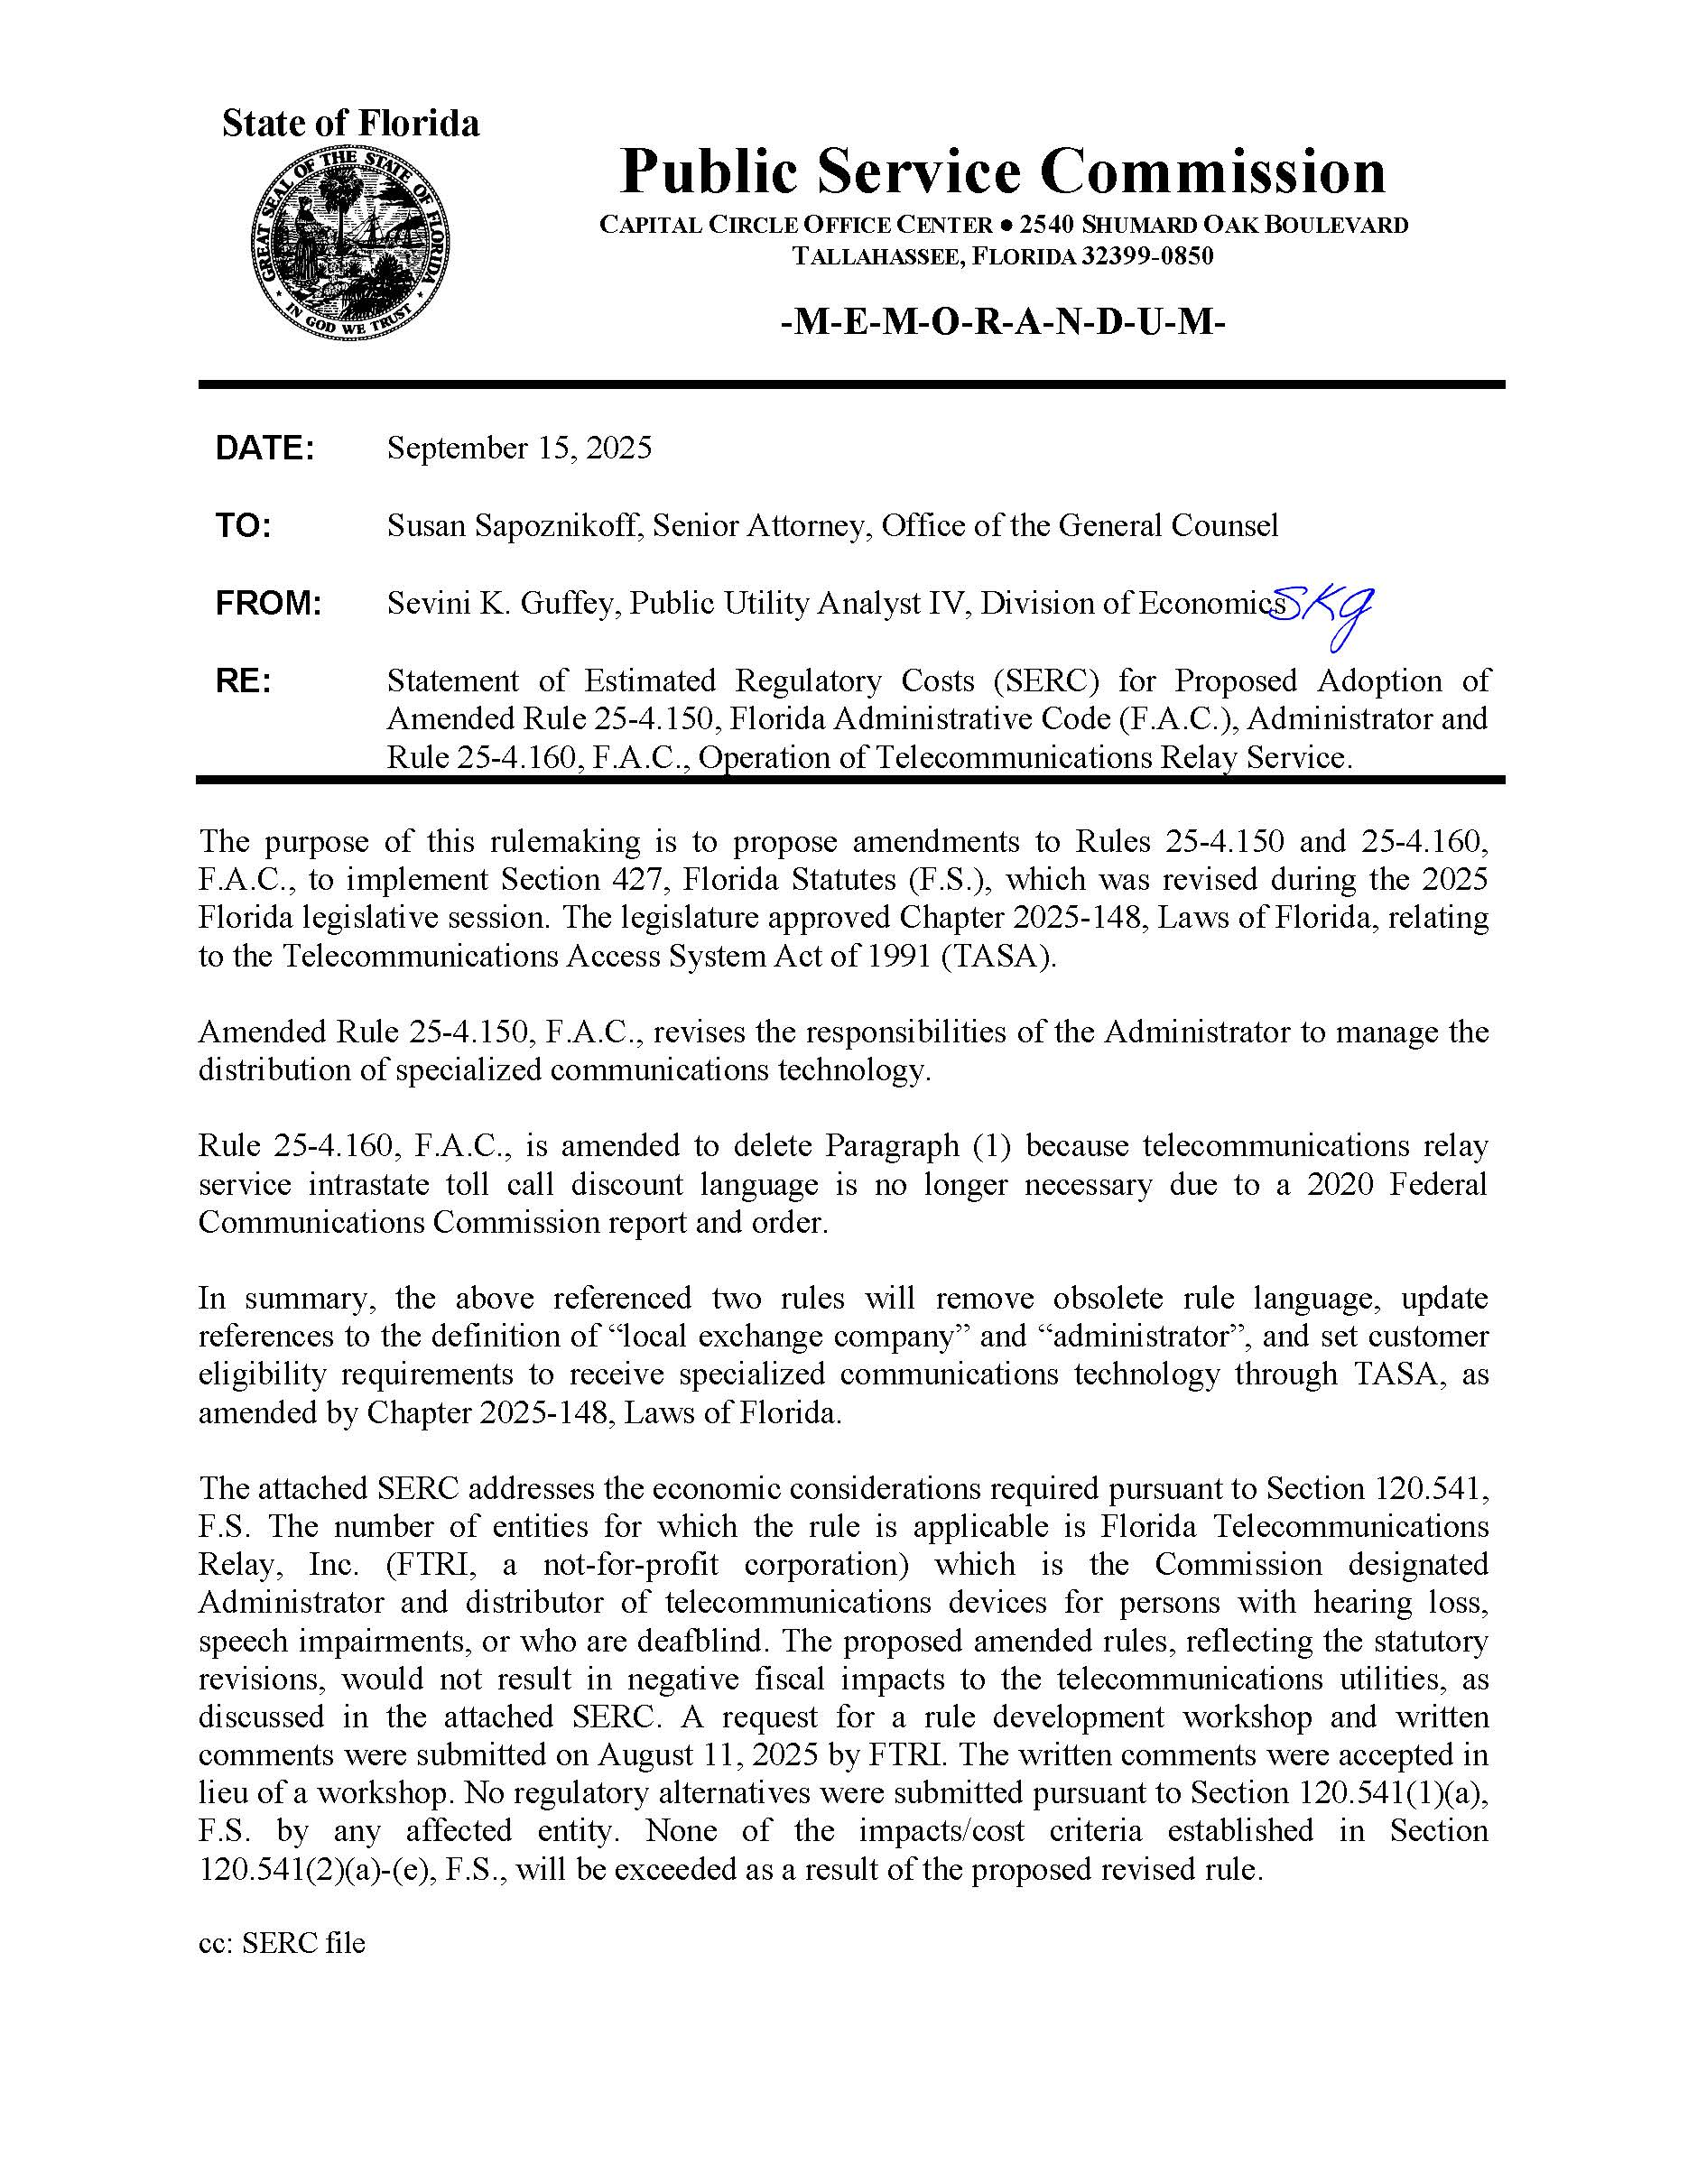 State of Florida
GREAT SEAL OF THE STATE OF FLORIDA
IN GOD WE TRUST
Public Service Commission
CAPITAL CIRCLE OFFICE CENTER ● 2540 SHUMARD OAK BOULEVARD
TALLAHASSEE, FLORIDA 32399-0850
-M-E-M-O-R-A-N-D-U-M-
DATE: September 15, 2025
TO: Susan Sapoznikoff, Senior Attorney, Office of the General Counsel
FROM: Sevini K. Guffey, Public Utility Analyst IV, Division of Economics SKG
RE: Statement of Estimated Regulatory Costs (SERC) for Proposed Adoption of
Amended Rule 25-4.150, Florida Administrative Code (F.A.C.), Administrator and
Rule 25-4.160, F.A.C., Operation of Telecommunications Relay Service.
The purpose of this rulemaking is to propose amendments to Rules 25-4.150 and 25-4.160,
F.A.C., to implement Section 427, Florida Statutes (F.S.), which was revised during the 2025
Florida legislative session. The legislature approved Chapter 2025-148, Laws of Florida, relating
to the Telecommunications Access System Act of 1991 (TASA).
Amended Rule 25-4.150, F.A.C., revises the responsibilities of the Administrator to manage the
distribution of specialized communications technology.
Rule 25-4.160, F.A.C., is amended to delete Paragraph (1) because telecommunications relay
service intrastate toll call discount language is no longer necessary due to a 2020 Federal
Communications Commission report and order.
In summary, the above referenced two rules will remove obsolete rule language, update
references to the definition of “local exchange company” and “administrator”, and set customer
eligibility requirements to receive specialized communications technology through TASA, as
amended by Chapter 2025-148, Laws of Florida.
The attached SERC addresses the economic considerations required pursuant to Section 120.541,
F.S. The number of entities for which the rule is applicable is Florida Telecommunications
Relay, Inc. (FTRI, a not-for-profit corporation) which is the Commission designated
Administrator and distributor of telecommunications devices for persons with hearing loss,
speech impairments, or who are deafblind. The proposed amended rules, reflecting the statutory
revisions, would not result in negative fiscal impacts to the telecommunications utilities, as
discussed in the attached SERC. A request for a rule development workshop and written
comments were submitted on August 11, 2025 by FTRI. The written comments were accepted in
lieu of a workshop. No regulatory alternatives were submitted pursuant to Section 120.541(1)(a),
F.S. by any affected entity. None of the impacts/cost criteria established in Section
120.541(2)(a)-(e), F.S., will be exceeded as a result of the proposed revised rule.
cc: SERC file